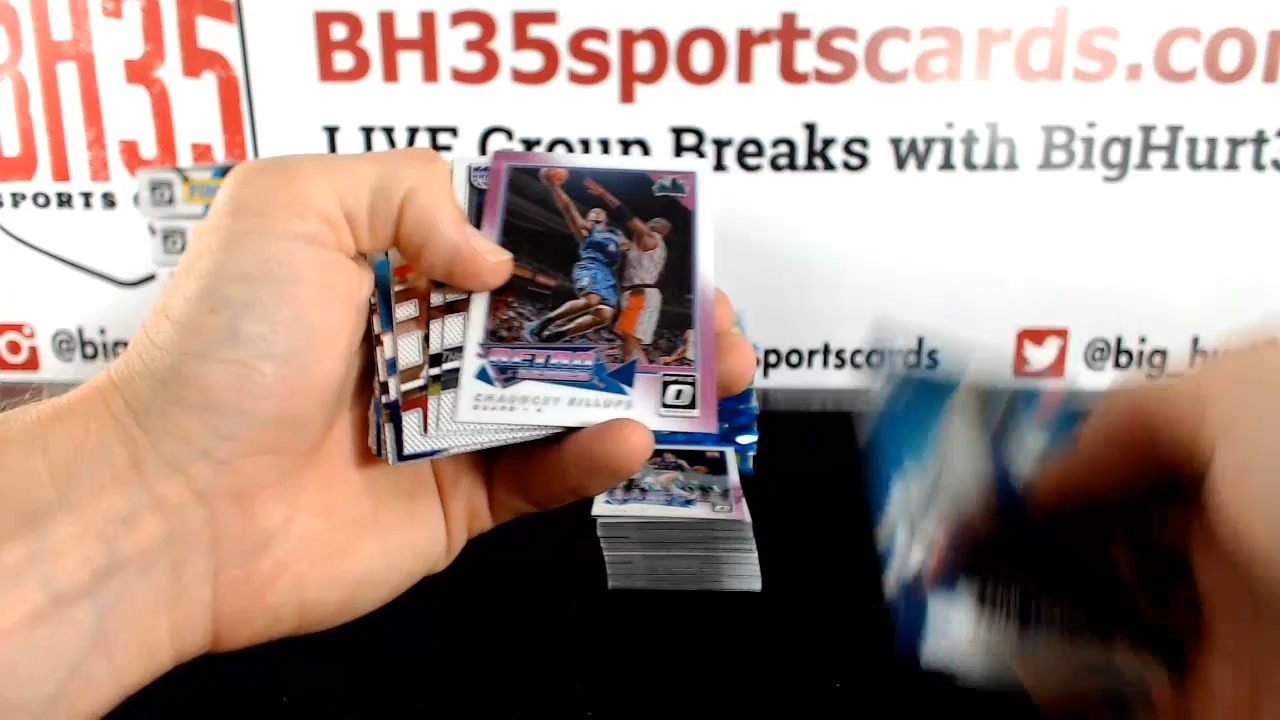 BH35
SPORTS
BH35sportscards.com
LIVE Group Breaks with BigHurt3
@big
sportscards
@big_hu
RETRO
CHAUNCEY BILLUPS
GUARD